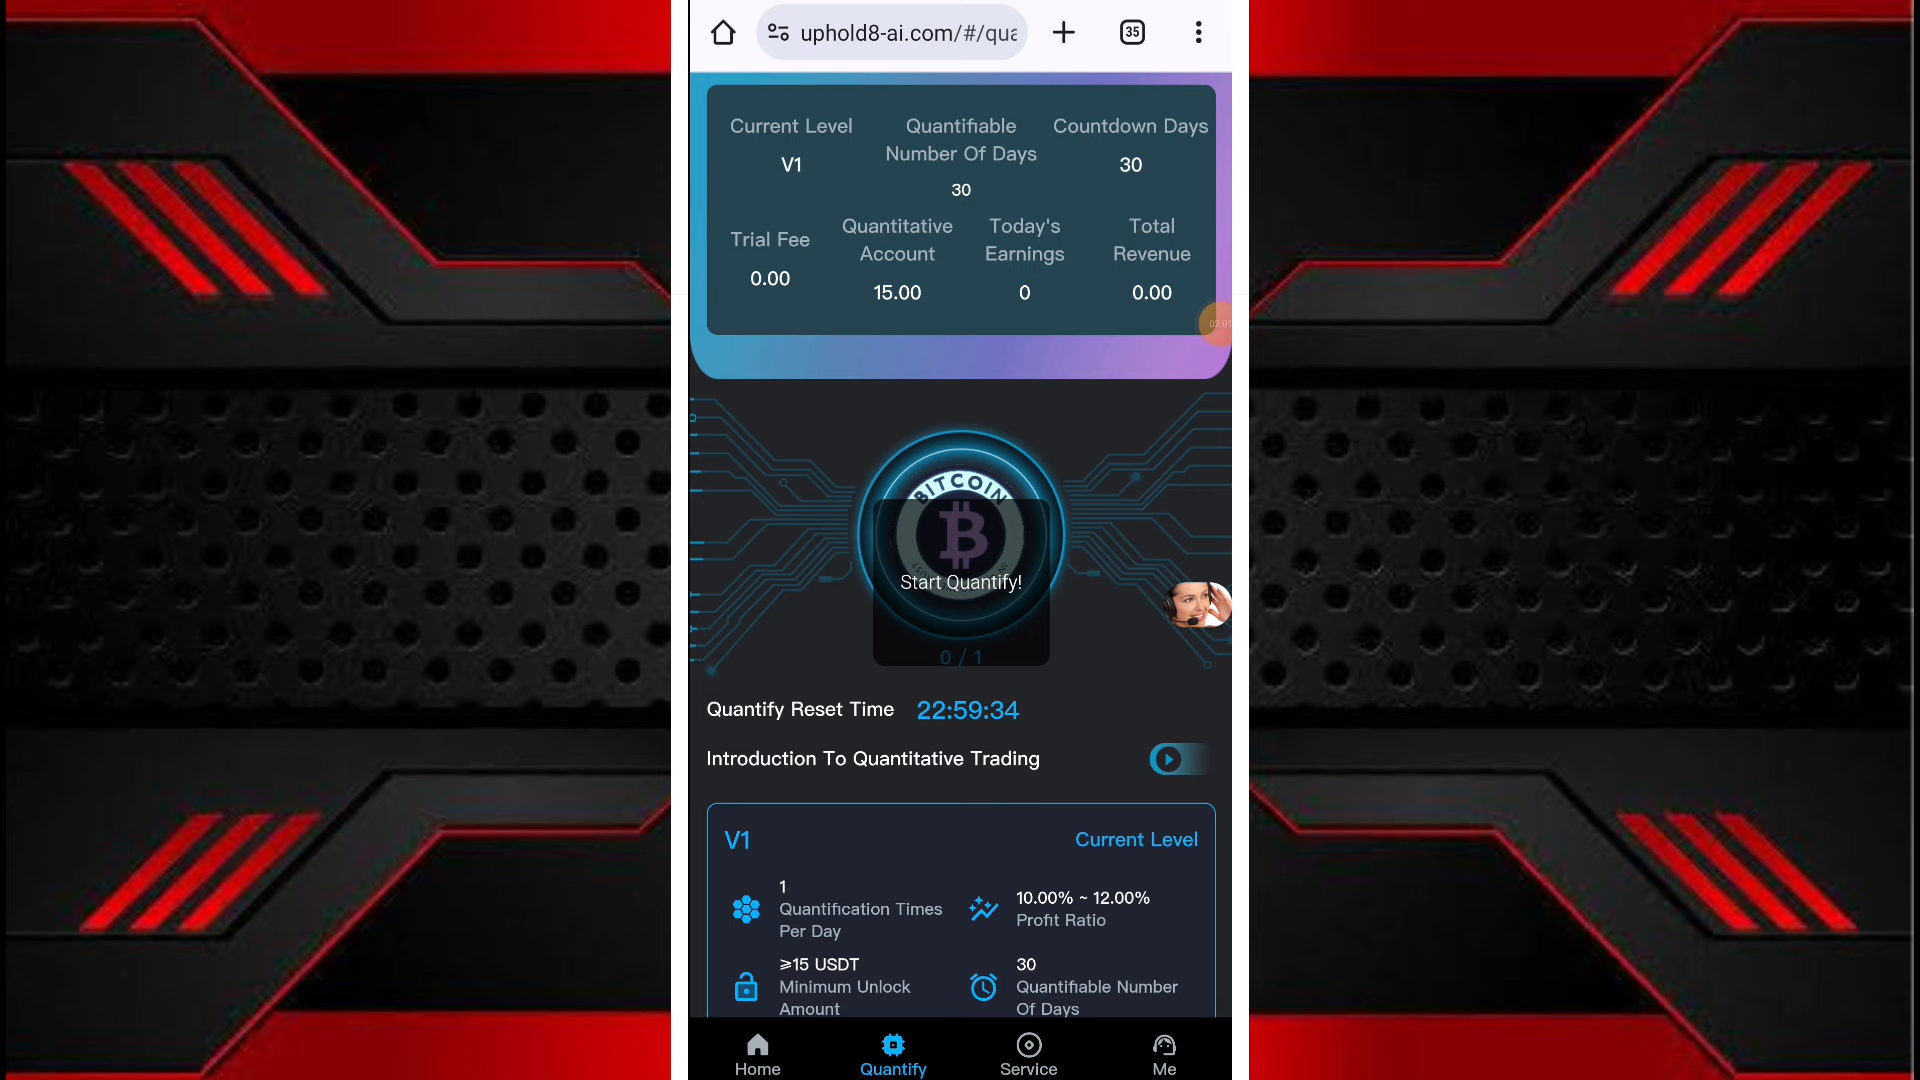 35
uphold8-ai.com/#/qua
Current Level
V1
Quantifiable
Number Of Days
30
Countdown Days
30
Trial Fee
0.00
Quantitative
Account
15.00
Today's
Earnings
0
Total
Revenue
0.00
02:01
BITCOIN
Start Quantify!
0 / 1
Quantify Reset Time 22:59:34
Introduction To Quantitative Trading
V1
Current Level
1
Quantification Times
Per Day
10.00% ~ 12.00%
Profit Ratio
≥15 USDT
Minimum Unlock
Amount
30
Quantifiable Number
Of Days
Home
Quantify
Service
Me